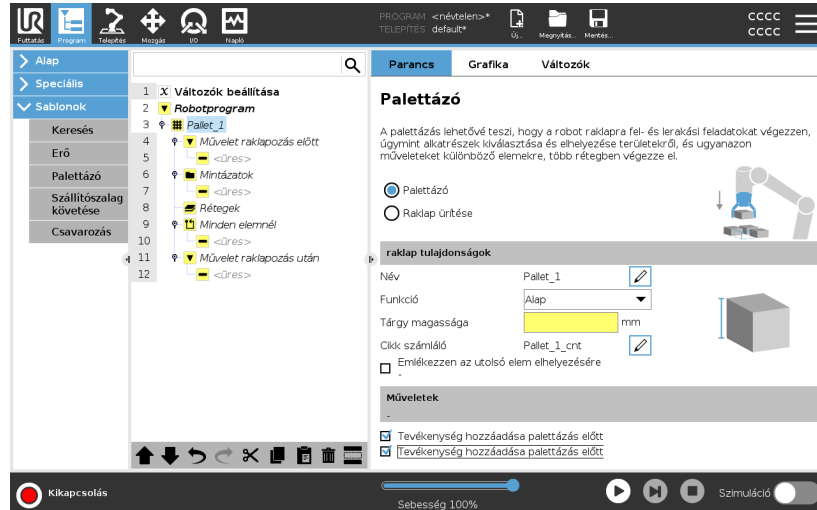 PROGRAM <névtelen>*
TELEPÍTÉS default*
Futtatás Program Telepítés Mozgás I/O Napló
Új... Megnyitás... Mentés...
cccc
cccc
Alap
Speciális
Sablonok
Keresés
Erő
Palettázó
Szállítószalag
követése
Csavarozás
1 x Változók beállítása
2 Robotprogram
3 Pallet_1
4 Művelet raklapozás előtt
5 <üres>
6 Mintázatok
7 <üres>
8 Rétegek
9 Minden elemnél
10 <üres>
11 Művelet raklapozás után
12 <üres>
Parancs Grafika Változók
Palettázó
A palettázás lehetővé teszi, hogy a robot raklapra fel- és lerakási feladatokat végezzen,
úgymint alkatrészek kiválasztása és elhelyezése területekről, és ugyanazon
műveleteket különböző elemekre, több rétegben végezze el.
Palettázó
Raklap ürítése
raklap tulajdonságok
Név Pallet_1
Funkció Alap
Tárgy magassága mm
Cikk számláló Pallet_1_cnt
Emlékezzen az utolsó elem elhelyezésére
-
Műveletek
-
Tevékenység hozzáadása palettázás előtt
Tevékenység hozzáadása palettázás előtt
Kikapcsolás
Sebesség 100%
Szimuláció